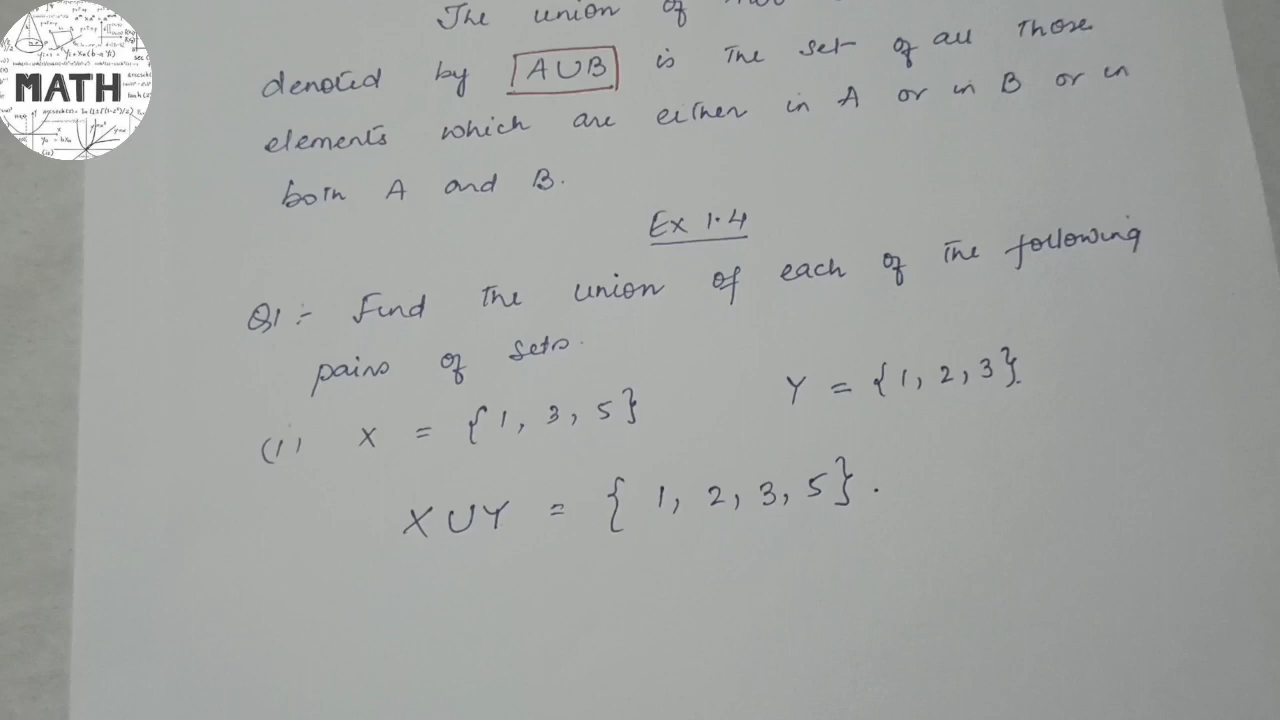 MATH
The union of
denoted by A∪B is the set of all those
elements which are either in A or in B or in
both A and B.
Ex 1.4
Q1:- Find the union of each of the following
pairs of sets.
(i) X = {1, 3, 5} Y = {1, 2, 3}.
X∪Y = { 1, 2, 3, 5}.